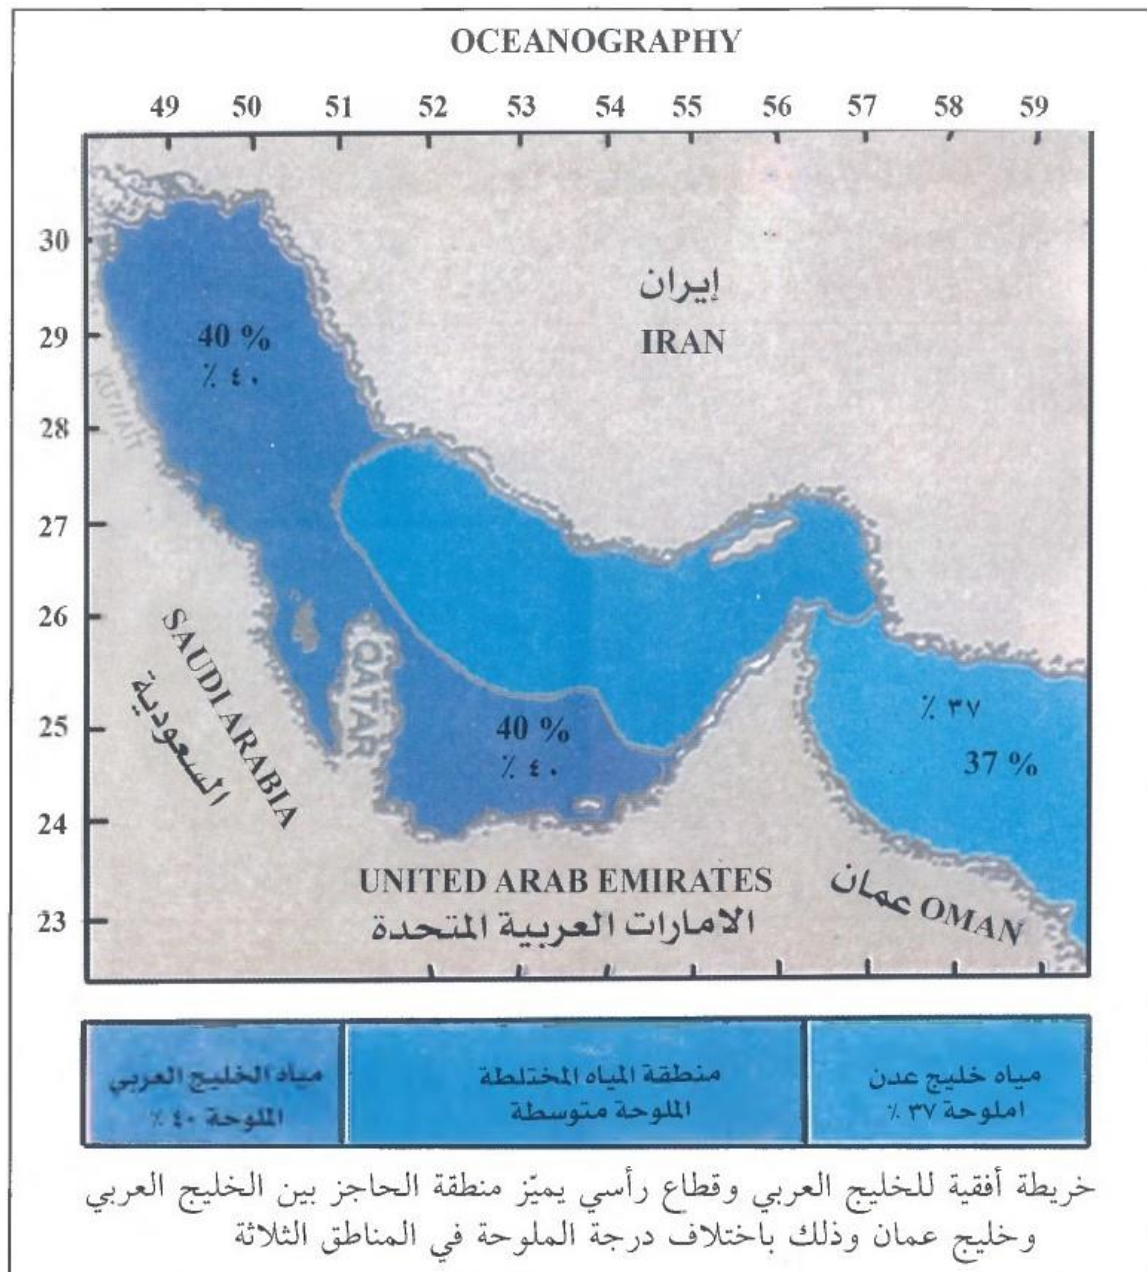 OCEANOGRAPHY
49 50 51 52 53 54 55 56 57 58 59
30
29
28
27
26
25
24
23
إيران
IRAN
40 %
٪ ٤٠
KUWAIT
SAUDI ARABIA
السعودية
QATAR
40 %
٪ ٤٠
٪ ٣٧
37 %
UNITED ARAB EMIRATES
الامارات العربية المتحدة
عمان OMAN
مياه الخليج العربي
الملوحة ٤٠ ٪
منطقة المياه المختلطة
الملوحة متوسطة
مياه خليج عدن
املوحة ٣٧ ٪
خريطة أفقية للخليج العربي وقطاع رأسي يميّز منطقة الحاجز بين الخليج العربي
وخليج عمان وذلك باختلاف درجة الملوحة في المناطق الثلاثة